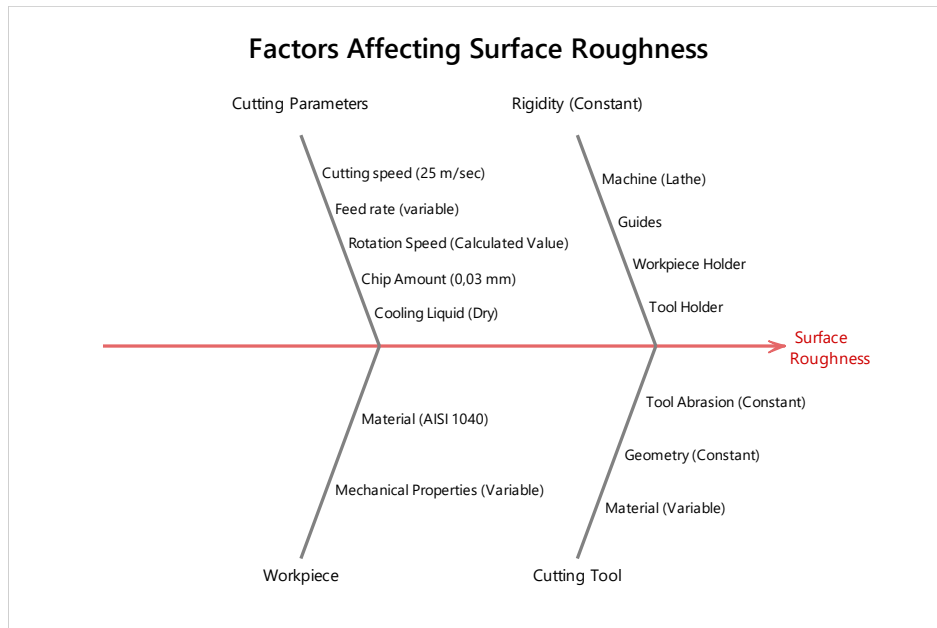 Factors Affecting Surface Roughness
Cutting Parameters
Rigidity (Constant)
Cutting speed (25 m/sec)
Feed rate (variable)
Rotation Speed (Calculated Value)
Chip Amount (0,03 mm)
Cooling Liquid (Dry)
Machine (Lathe)
Guides
Workpiece Holder
Tool Holder
Surface
Roughness
Material (AISI 1040)
Mechanical Properties (Variable)
Workpiece
Tool Abrasion (Constant)
Geometry (Constant)
Material (Variable)
Cutting Tool